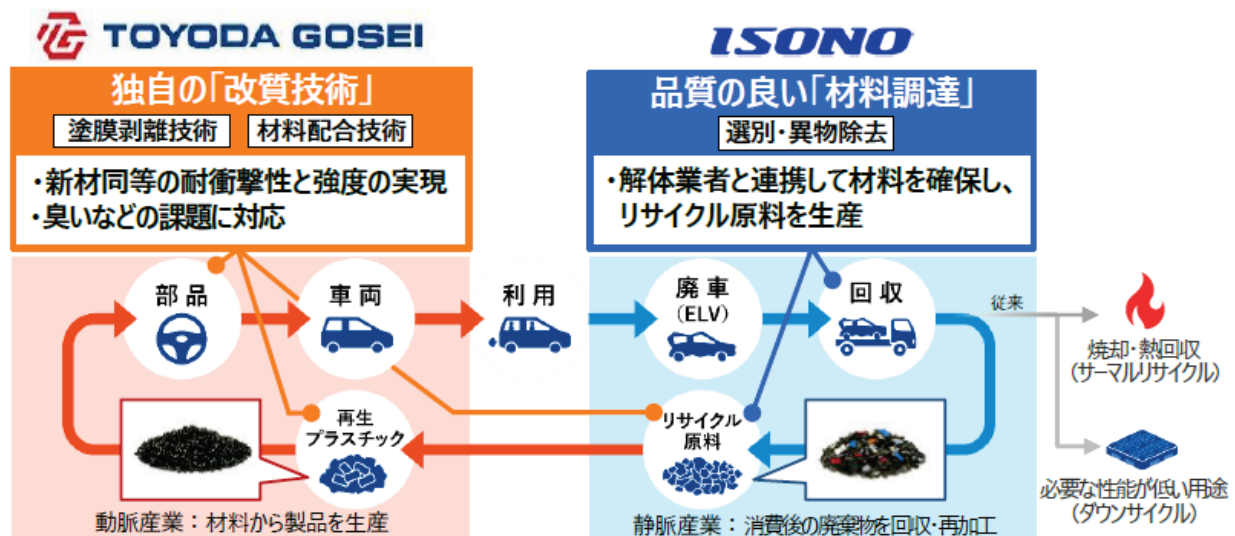 TG TOYODA GOSEI
ISONO
独自の「改質技術」
塗膜剥離技術
材料配合技術
・新材同等の耐衝撃性と強度の実現
・臭いなどの課題に対応
品質の良い「材料調達」
選別・異物除去
・解体業者と連携して材料を確保し、
リサイクル原料を生産
部品
車両
利用
廃車
(ELV)
回収
従来
焼却・熱回収
(サーマルリサイクル)
再生
プラスチック
リサイクル
原料
必要な性能が低い用途
(ダウンサイクル)
動脈産業：材料から製品を生産
静脈産業：消費後の廃棄物を回収・再加工